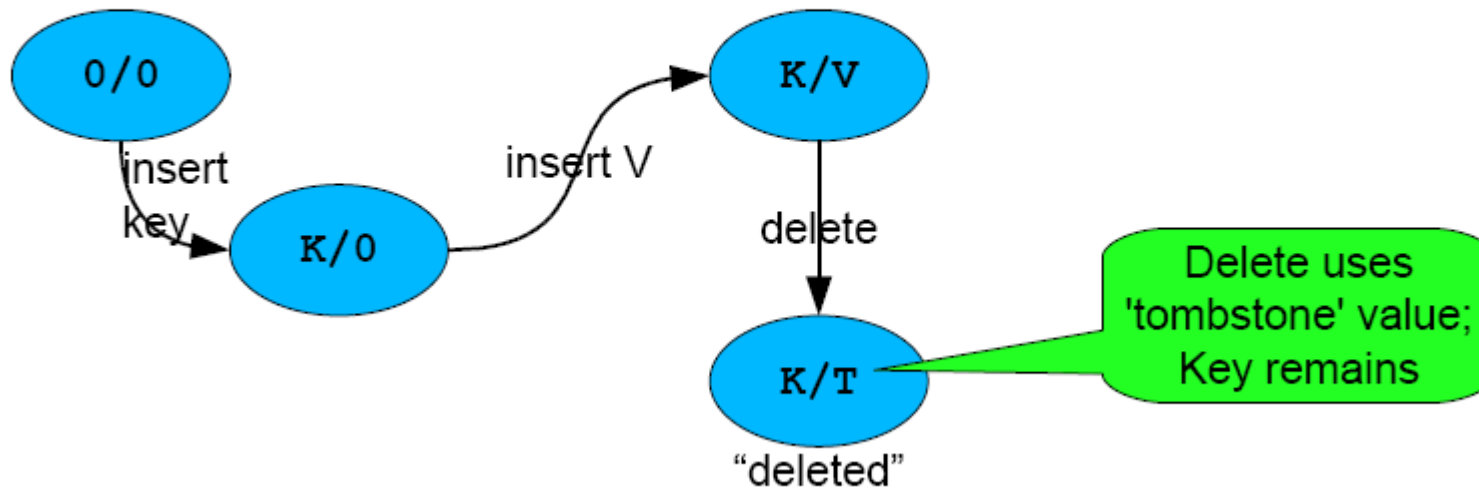 0/0
insert
key
K/0
insert V
K/V
delete
K/T
“deleted”
Delete uses
'tombstone' value;
Key remains